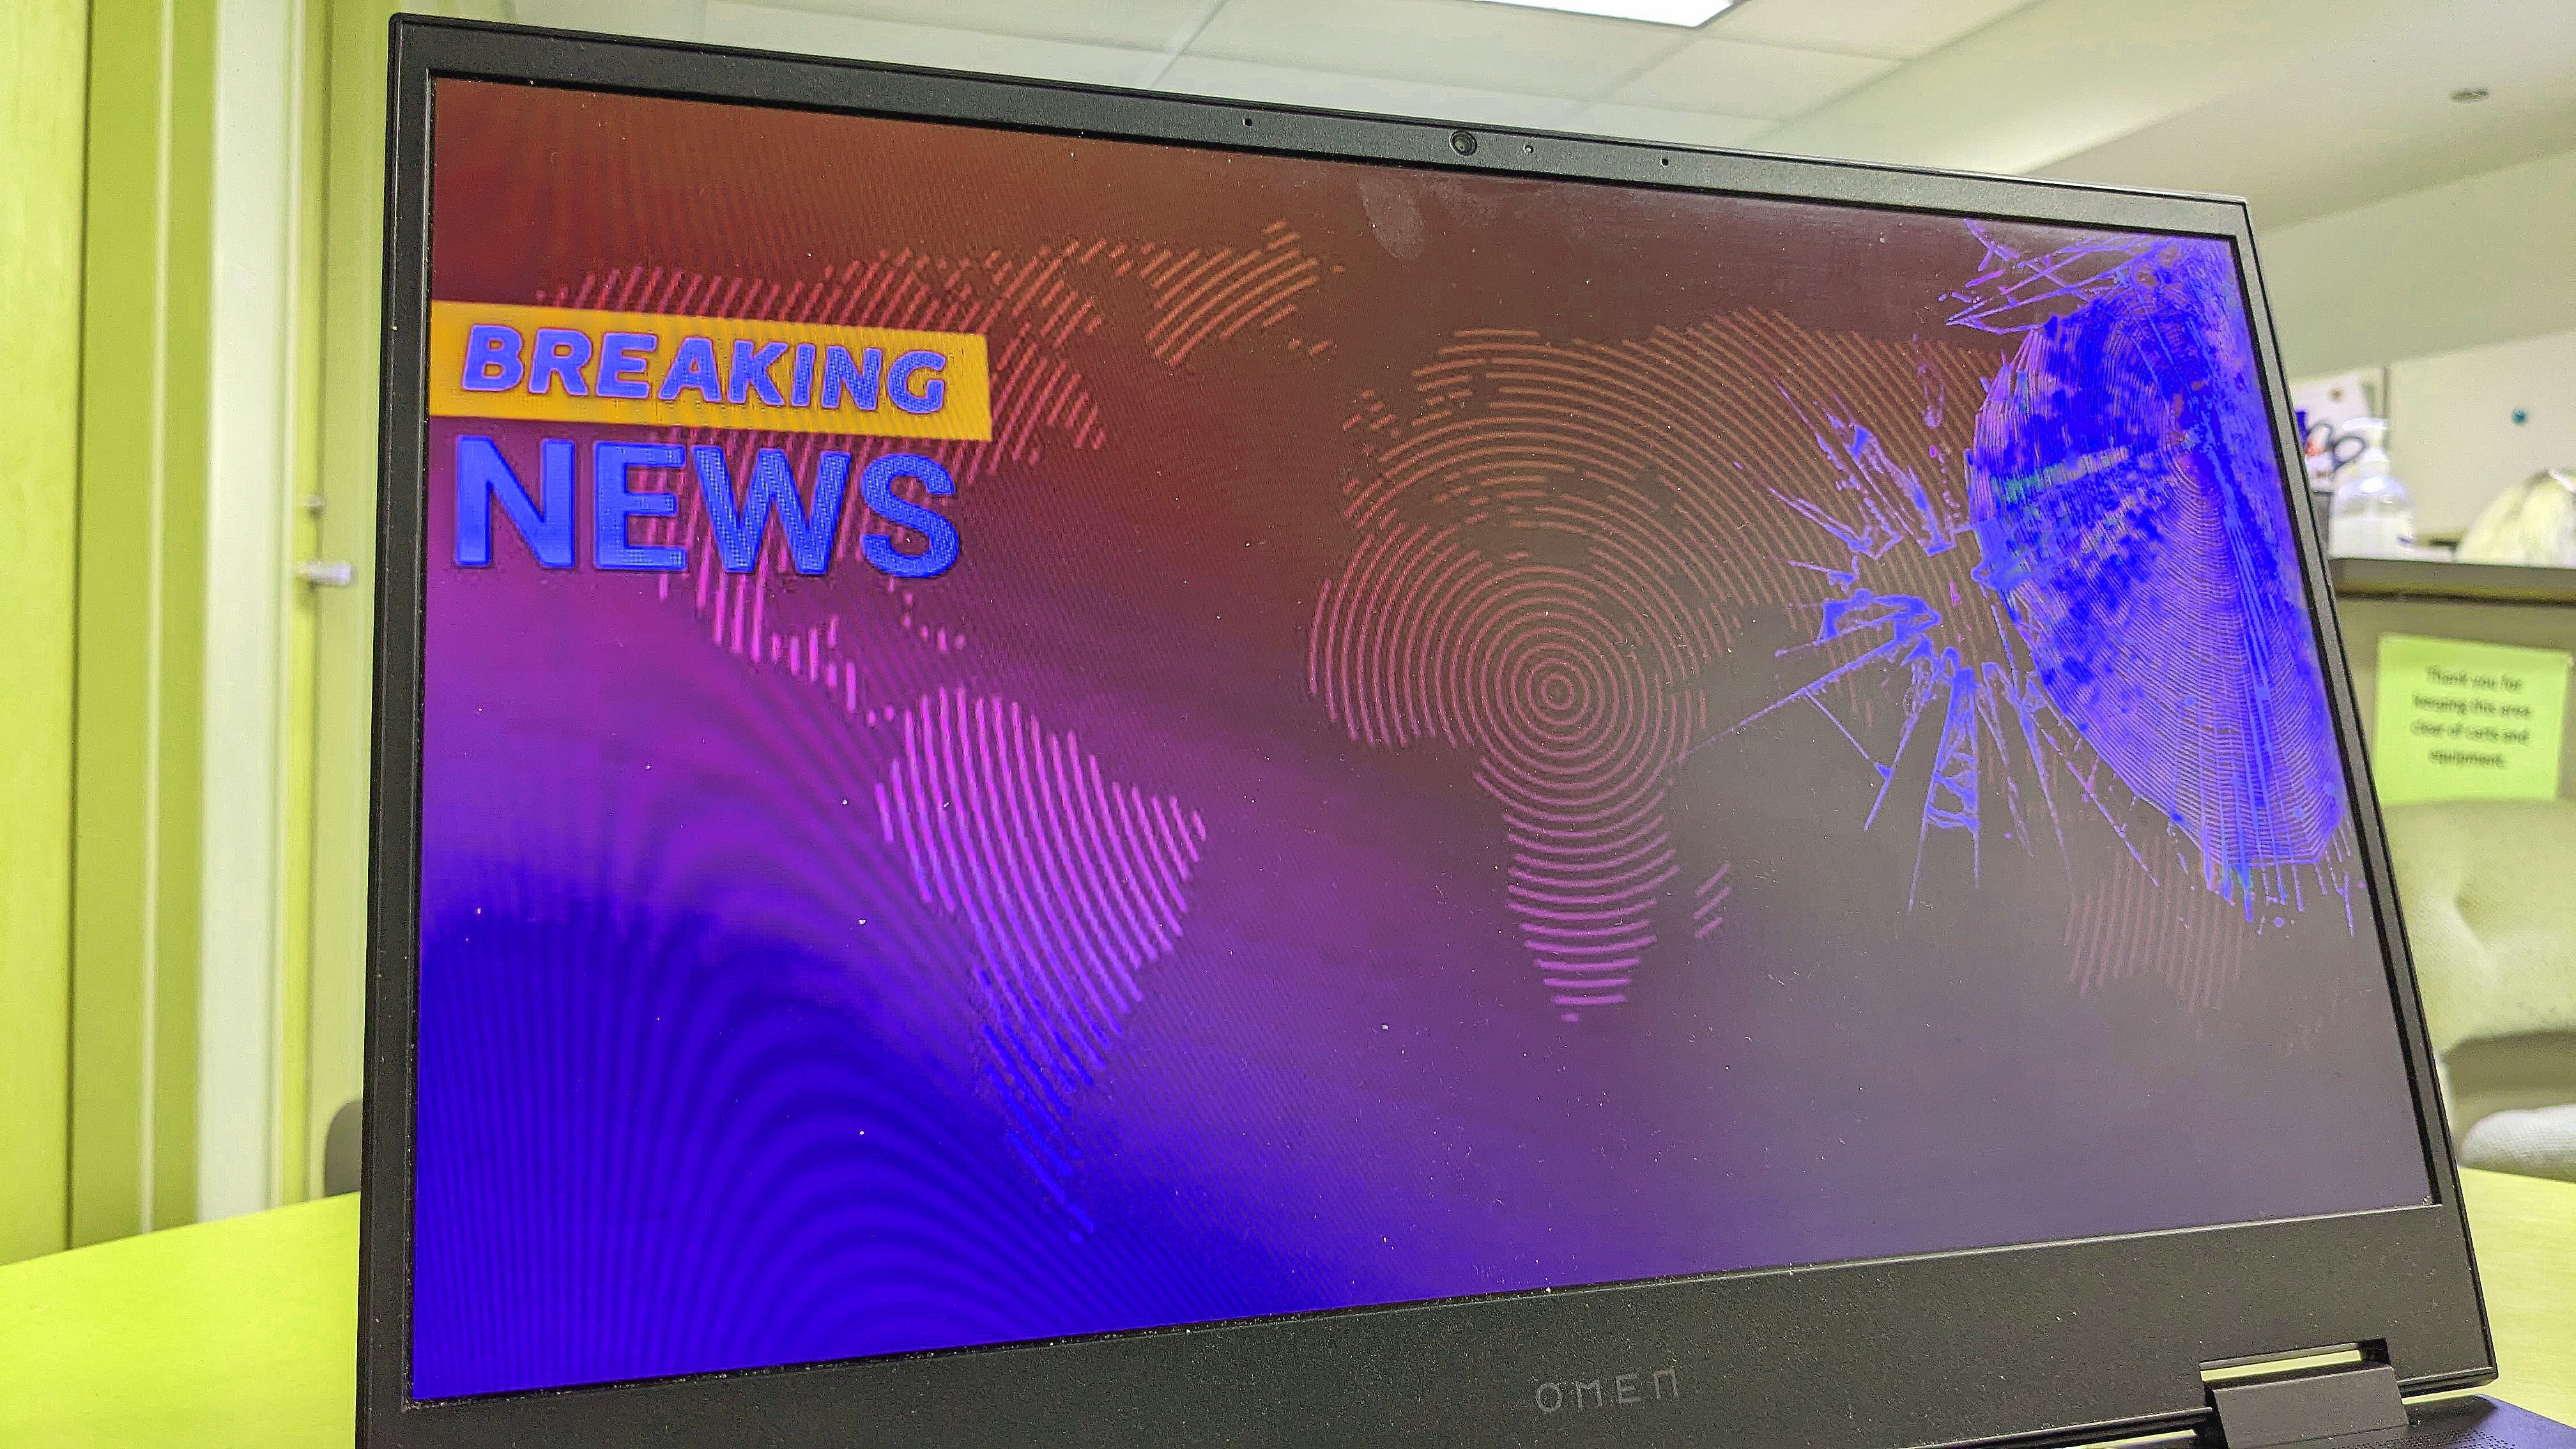 BREAKING
NEWS
Thank you for
keeping this area
clear of carts and
equipment.
OMEN